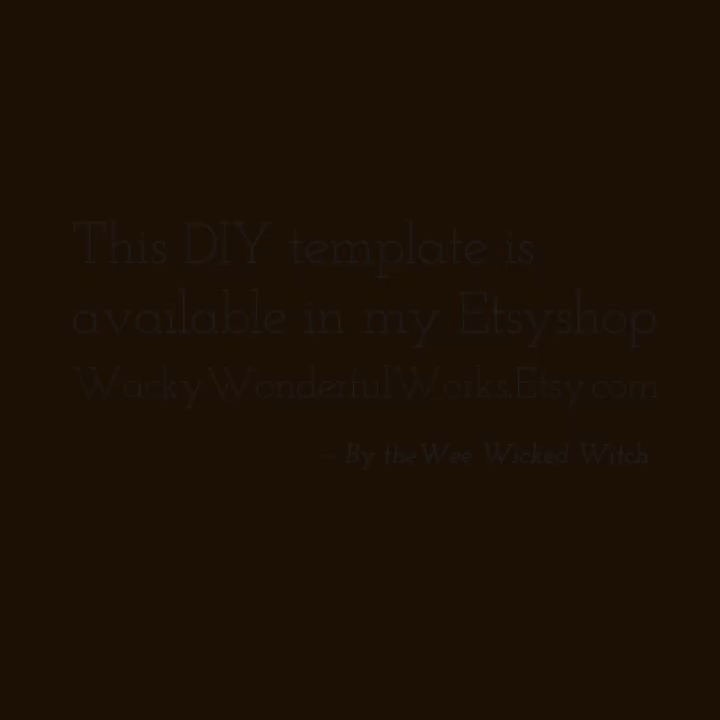 This DIY template is
available in my Etsyshop
WackyWonderfulWorks.Etsy.com
- By the Wee Wicked Witch